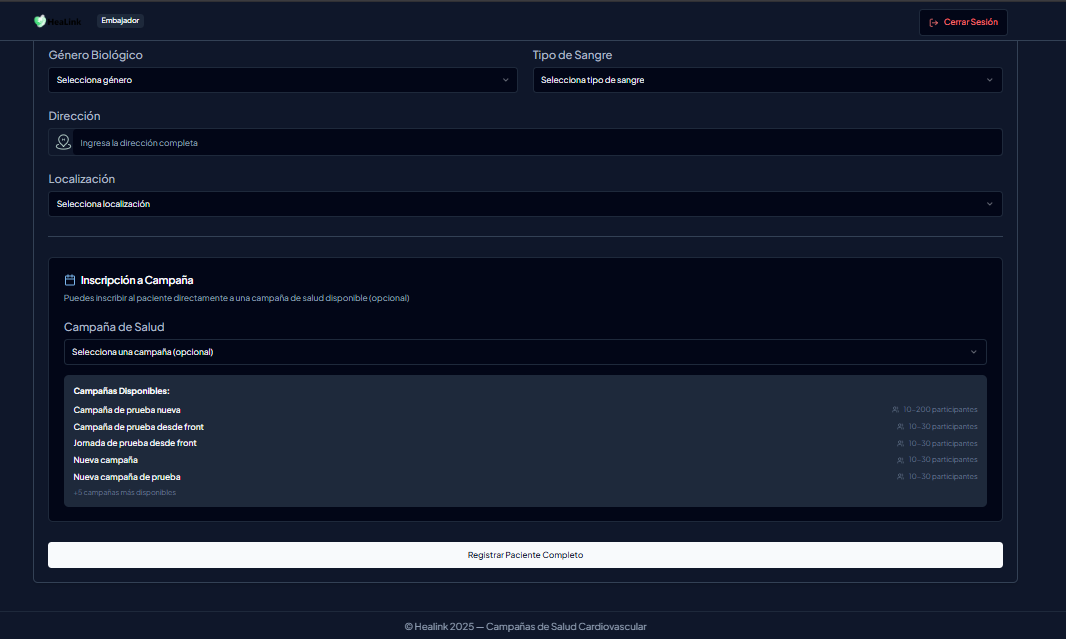 HeaLink
Embajador
Cerrar Sesión
Género Biológico
Tipo de Sangre
Selecciona género
Selecciona tipo de sangre
Dirección
Ingresa la dirección completa
Localización
Selecciona localización
Inscripción a Campaña
Puedes inscribir al paciente directamente a una campaña de salud disponible (opcional)
Campaña de Salud
Selecciona una campaña (opcional)
Campañas Disponibles:
Campaña de prueba nueva
10-200 participantes
Campaña de prueba desde front
10-30 participantes
Jornada de prueba desde front
10-30 participantes
Nueva campaña
10-30 participantes
Nueva campaña de prueba
10-30 participantes
+5 campañas más disponibles
Registrar Paciente Completo
© Healink 2025 — Campañas de Salud Cardiovascular